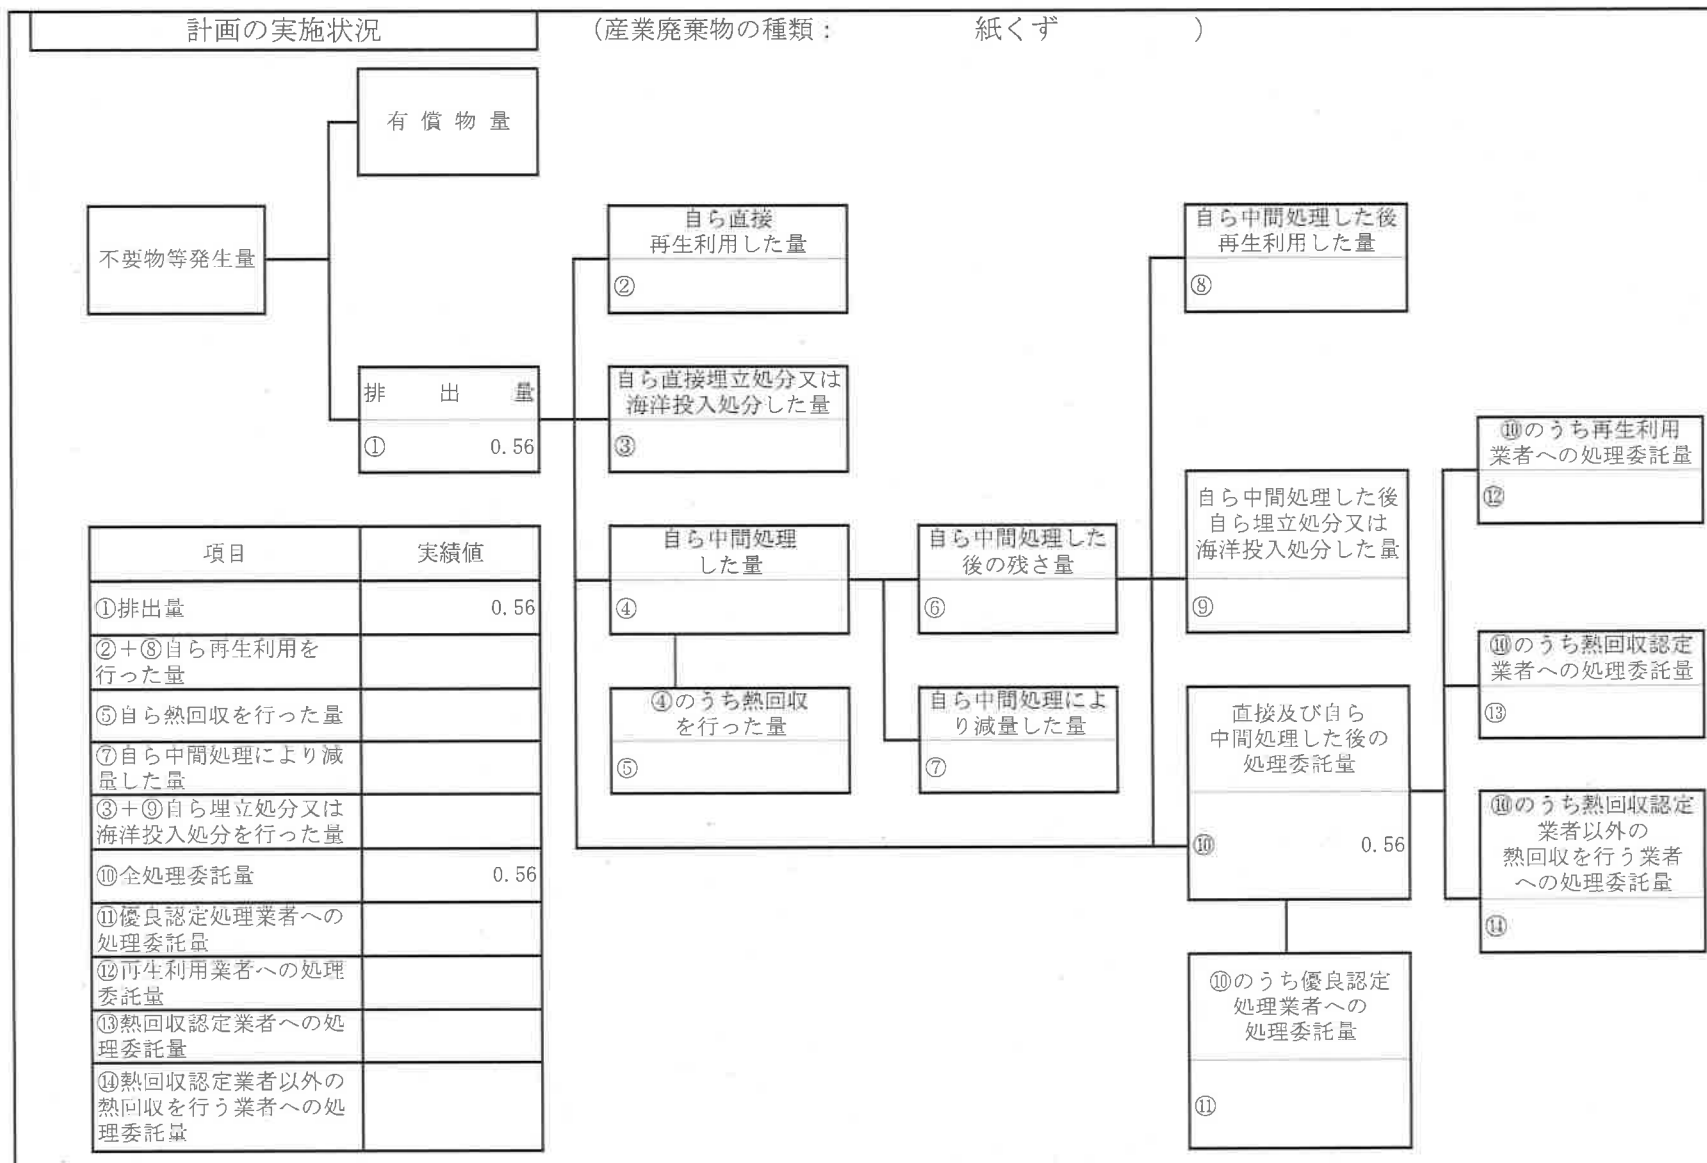 計画の実施状況
（産業廃棄物の種類： 紙くず ）
有償物量
不要物等発生量
排出量
① 0.56
自ら直接
再生利用した量
②
自ら直接埋立処分又は
海洋投入処分した量
③
自ら中間処理
した量
④
④のうち熱回収
を行った量
⑤
自ら中間処理した
後の残さ量
⑥
自ら中間処理によ
り減量した量
⑦
自ら中間処理した後
再生利用した量
⑧
自ら中間処理した後
自ら埋立処分又は
海洋投入処分した量
⑨
直接及び自ら
中間処理した後の
処理委託量
⑩ 0.56
⑩のうち優良認定
処理業者への
処理委託量
⑪
⑩のうち再生利用
業者への処理委託量
⑫
⑩のうち熱回収認定
業者への処理委託量
⑬
⑩のうち熱回収認定
業者以外の
熱回収を行う業者
への処理委託量
⑭
項目 実績値
①排出量 0.56
②＋⑧自ら再生利用を
行った量
⑤自ら熱回収を行った量
⑦自ら中間処理により減
量した量
③＋⑨自ら埋立処分又は
海洋投入処分を行った量
⑩全処理委託量 0.56
⑪優良認定処理業者への
処理委託量
⑫再生利用業者への処理
委託量
⑬熱回収認定業者への処
理委託量
⑭熱回収認定業者以外の
熱回収を行う業者への処
理委託量